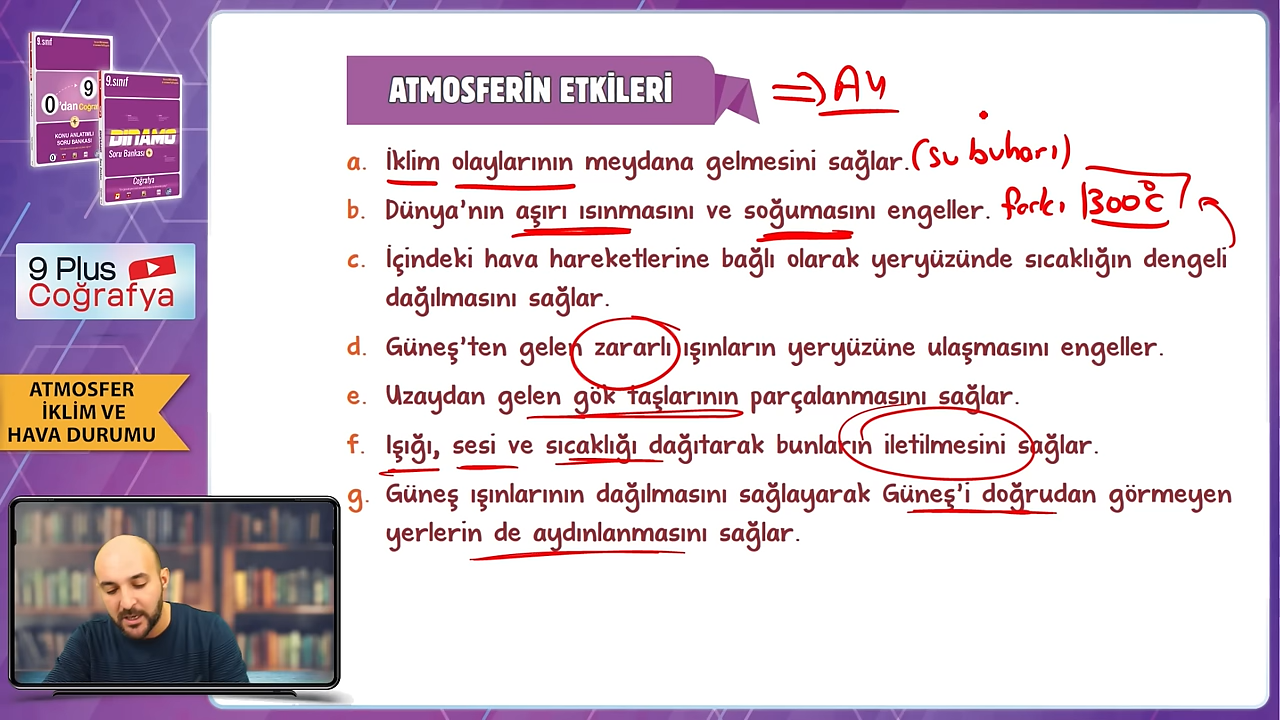 9.sınıf
0'dan 9
Coğrafya
KONU ANLATIMLI
SORU BANKASI
9.sınıf
DİNAMO
Soru Bankası
Coğrafya
9 Plus
Coğrafya
ATMOSFER
İKLİM VE
HAVA DURUMU
ATMOSFERİN ETKİLERİ => Ay
a. İklim olaylarının meydana gelmesini sağlar. (su buharı)
b. Dünya'nın aşırı ısınmasını ve soğumasını engeller. farkı 300°C
c. İçindeki hava hareketlerine bağlı olarak yeryüzünde sıcaklığın dengeli
dağılmasını sağlar.
d. Güneş'ten gelen zararlı ışınların yeryüzüne ulaşmasını engeller.
e. Uzaydan gelen gök taşlarının parçalanmasını sağlar.
f. Işığı, sesi ve sıcaklığı dağıtarak bunların iletilmesini sağlar.
g. Güneş ışınlarının dağılmasını sağlayarak Güneş'i doğrudan görmeyen
yerlerin de aydınlanmasını sağlar.